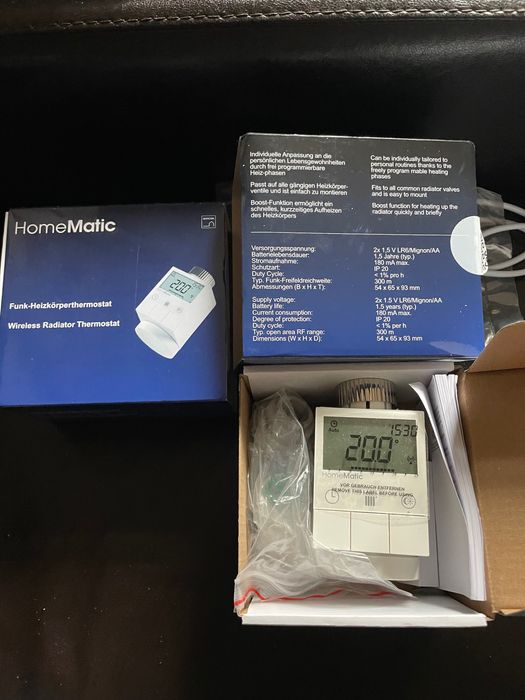 HomeMatic
Funk-Heizkörperthermostat
Wireless Radiator Thermostat
200
Individuelle Anpassung an die
persönlichen Lebensgewohnheiten
durch frei programmierbare
Heiz-phasen
Passt auf alle gängigen Heizkörper-
ventile und ist einfach zu montieren
Boost-Funktion ermöglicht ein
schnelles, kurzzeitiges Aufheizen
des Heizkörpers
Can be individually tailored to
personal routines thanks to the
freely program mable heating
phases
Fits to all common radiator valves
and is easy to mount
Boost function for heating up the
radiator quickly and briefly
Versorgungsspannung: 2x 1,5 V LR6/Mignon/AA
Batterielebensdauer: 1,5 Jahre (typ.)
Stromaufnahme: 180 mA max.
Schutzart: IP 20
Duty Cycle: < 1% pro h
Typ. Funk-Freifeldreichweite: 300 m
Abmessungen (B x H x T): 54 x 65 x 93 mm
Supply voltage: 2x 1.5 V LR6/Mignon/AA
Battery life: 1.5 years (typ.)
Current consumption: 180 mA max.
Degree of protection: IP 20
Duty cycle: < 1% per h
Typ. open area RF range: 300 m
Dimensions (W x H x D): 54 x 65 x 93 mm
Auto 1530
20.0°
HomeMatic
VOR GEBRAUCH ENTFERNEN
REMOVE THIS LABEL BEFORE USING